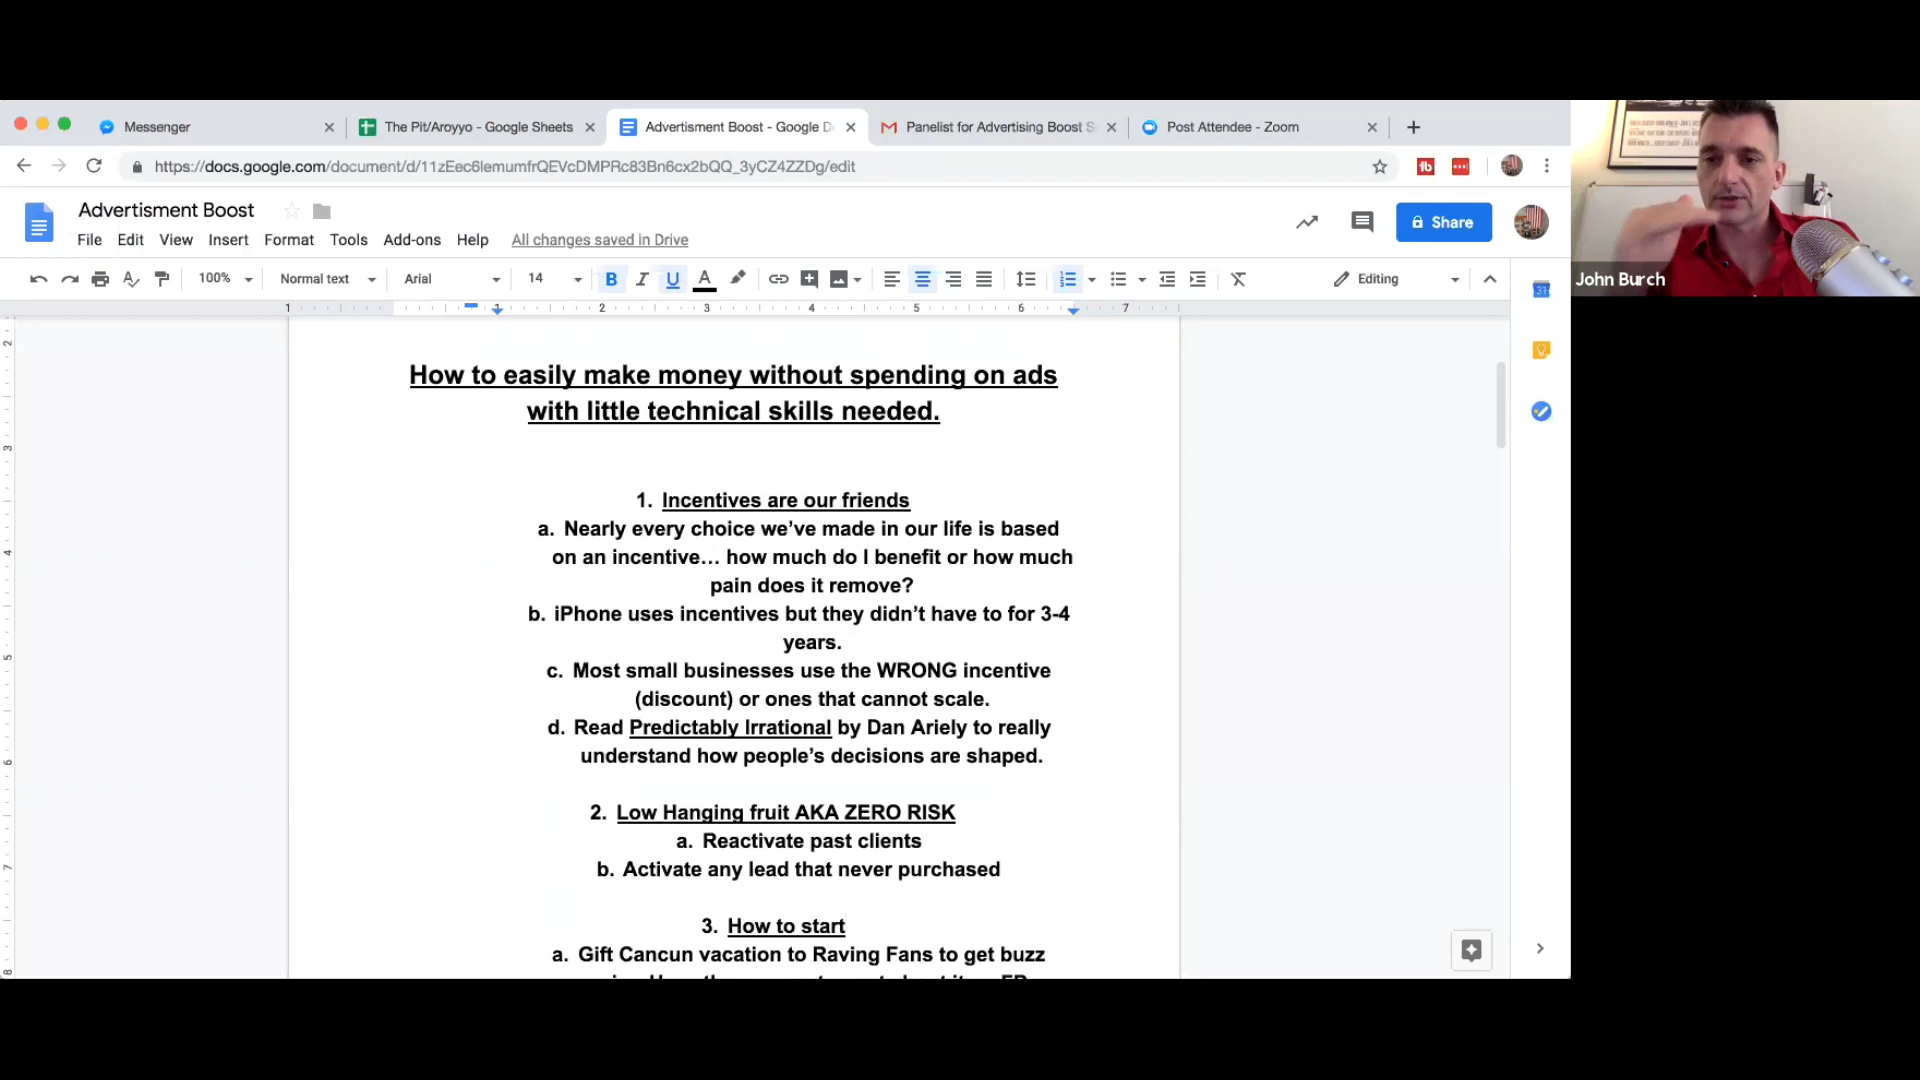 Messenger
The Pit/Aroyyo - Google Sheets
Advertisment Boost - Google D
Panelist for Advertising Boost S
Post Attendee - Zoom
https://docs.google.com/document/d/11zEec6lemumfrQEVcDMPRc83Bn6cx2bQQ_3yCZ4ZZDg/edit
Advertisment Boost
Share
File Edit View Insert Format Tools Add-ons Help All changes saved in Drive
100% Normal text Arial 14 B I U A Editing
1 1 2 3 4 5 6 7
John Burch
How to easily make money without spending on ads
with little technical skills needed.
1. Incentives are our friends
a. Nearly every choice we’ve made in our life is based
on an incentive… how much do I benefit or how much
pain does it remove?
b. iPhone uses incentives but they didn’t have to for 3-4
years.
c. Most small businesses use the WRONG incentive
(discount) or ones that cannot scale.
d. Read Predictably Irrational by Dan Ariely to really
understand how people’s decisions are shaped.
2. Low Hanging fruit AKA ZERO RISK
a. Reactivate past clients
b. Activate any lead that never purchased
3. How to start
a. Gift Cancun vacation to Raving Fans to get buzz